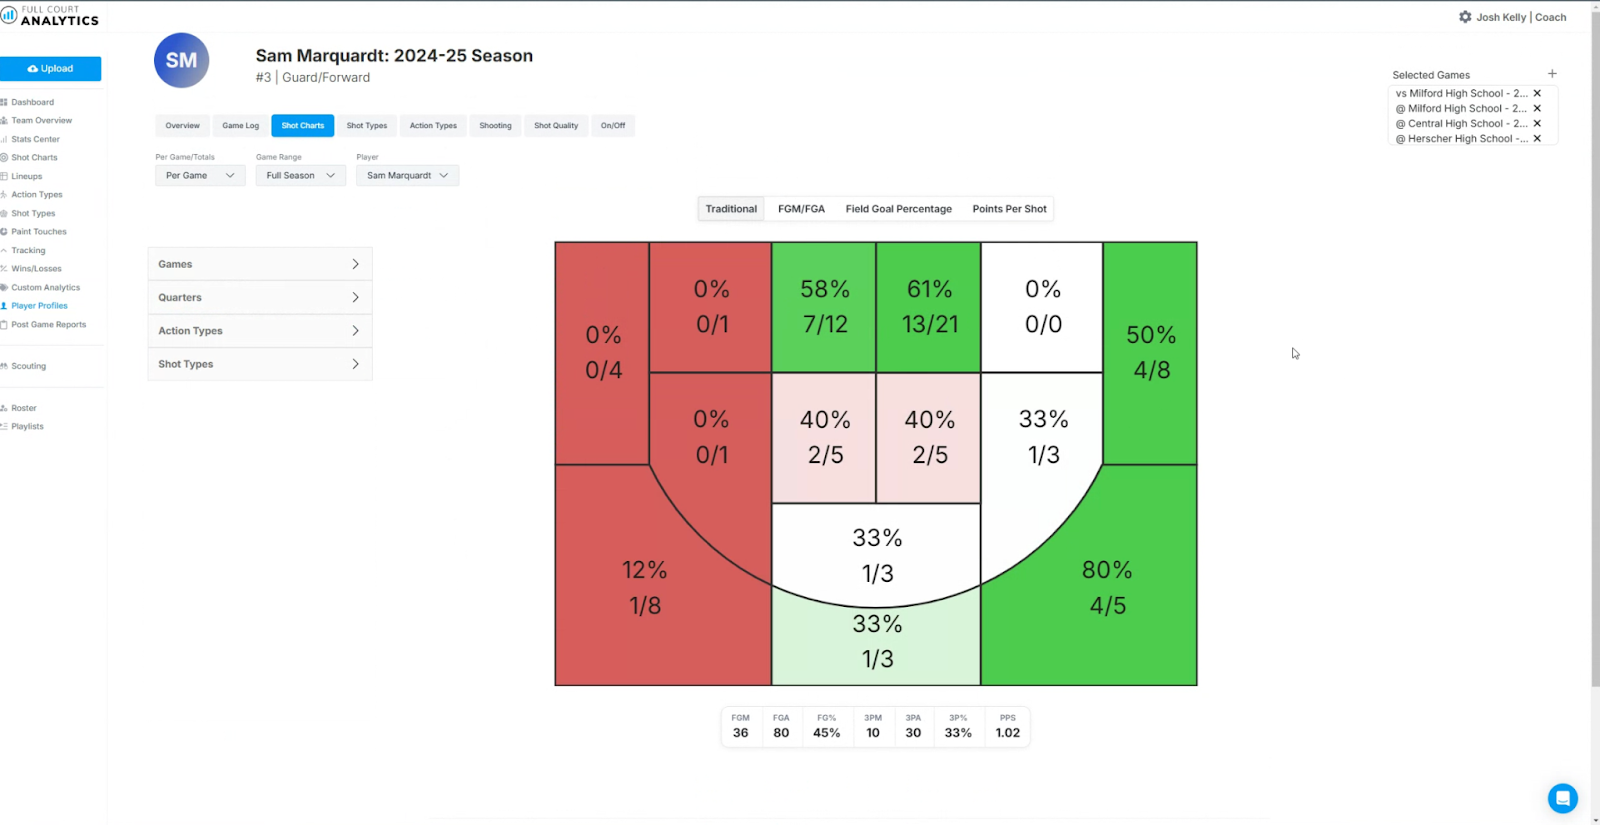 FULL COURT
ANALYTICS
Josh Kelly | Coach
Upload
Dashboard
Team Overview
Stats Center
Shot Charts
Lineups
Action Types
Shot Types
Paint Touches
Tracking
Wins/Losses
Custom Analytics
Player Profiles
Post Game Reports
Scouting
Roster
Playlists
SM
Sam Marquardt: 2024-25 Season
#3 | Guard/Forward
Selected Games
vs Milford High School - 2...
@ Milford High School - 2...
@ Central High School - 2...
@ Herscher High School -...
Overview Game Log Shot Charts Shot Types Action Types Shooting Shot Quality On/Off
Per Game/Totals Game Range Player
Per Game Full Season Sam Marquardt
Traditional FGM/FGA Field Goal Percentage Points Per Shot
Games
Quarters
Action Types
Shot Types
0%
0/4
0%
0/1
58%
7/12
61%
13/21
0%
0/0
50%
4/8
0%
0/1
40%
2/5
40%
2/5
33%
1/3
33%
1/3
12%
1/8
33%
1/3
80%
4/5
FGM FGA FG% 3PM 3PA 3P% PPS
36 80 45% 10 30 33% 1.02